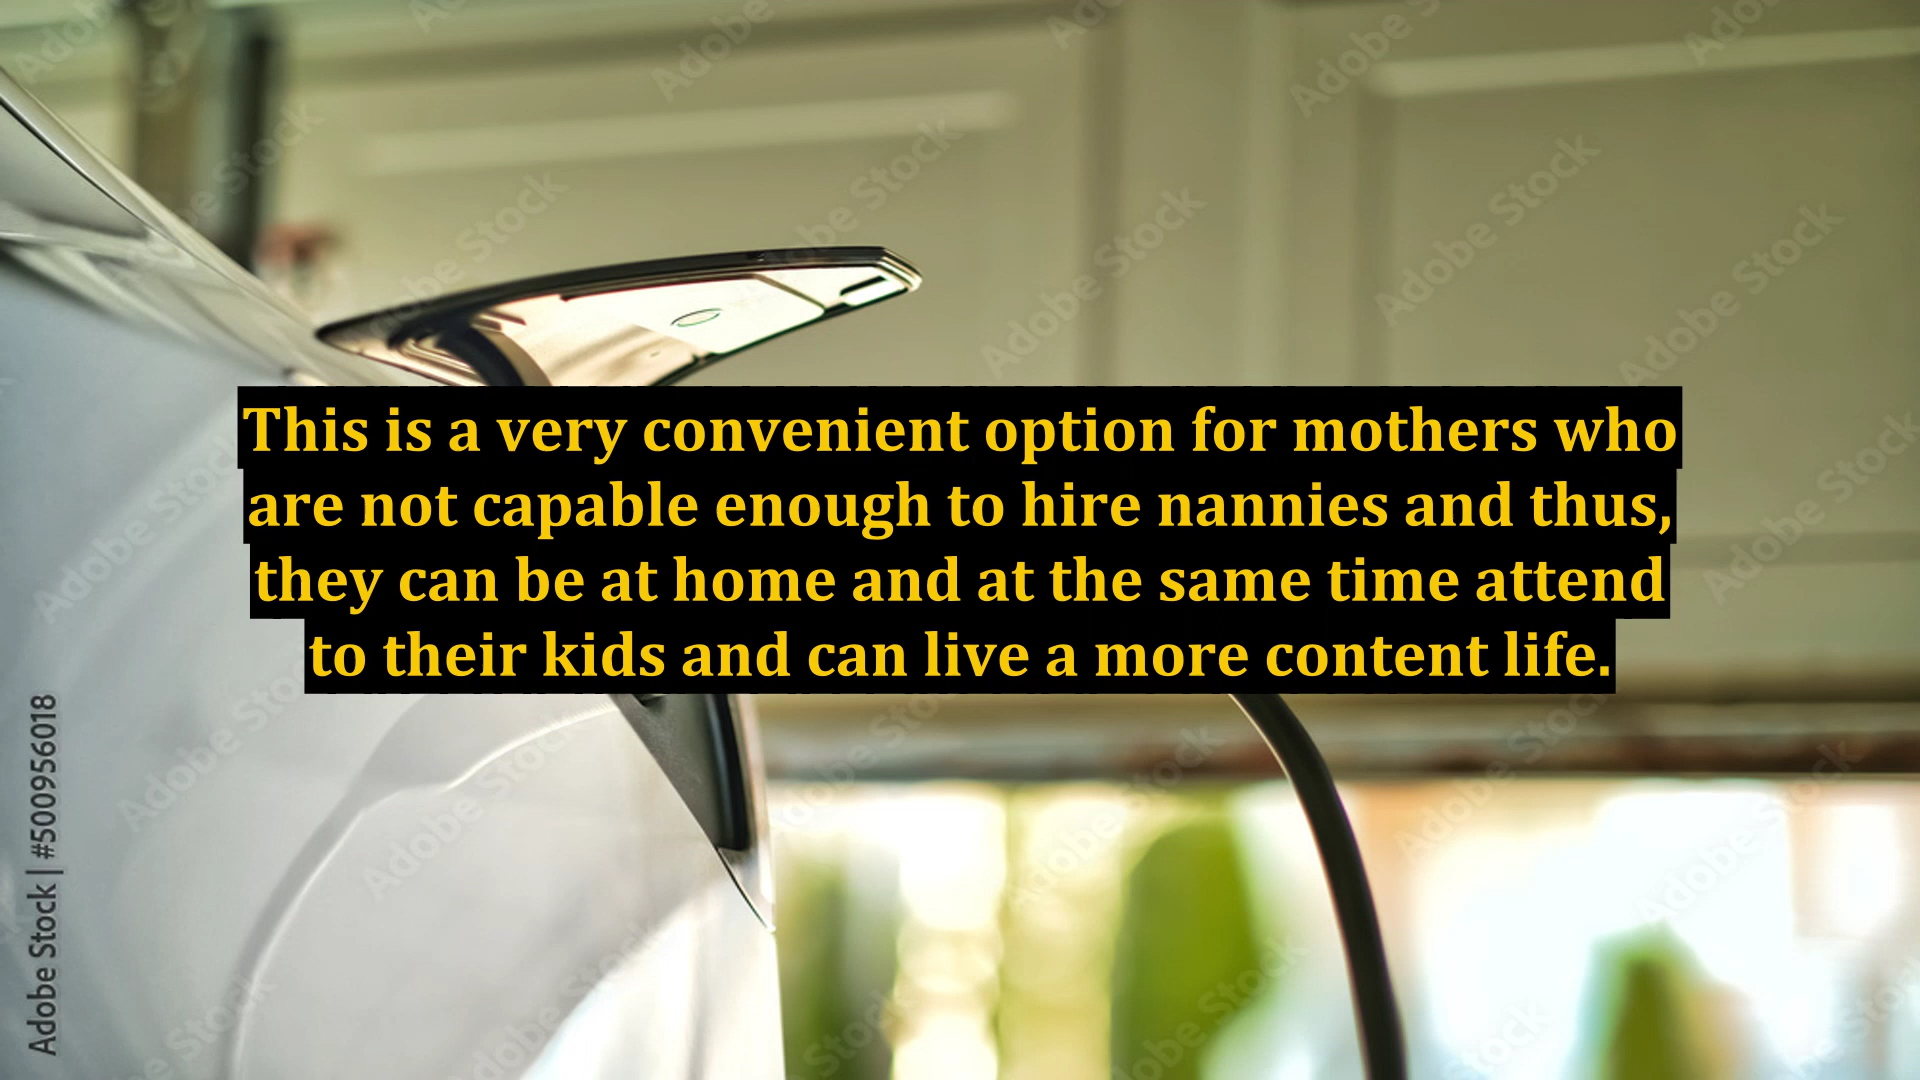 This is a very convenient option for mothers who
are not capable enough to hire nannies and thus,
they can be at home and at the same time attend
to their kids and can live a more content life.
Adobe Stock | #5009956018